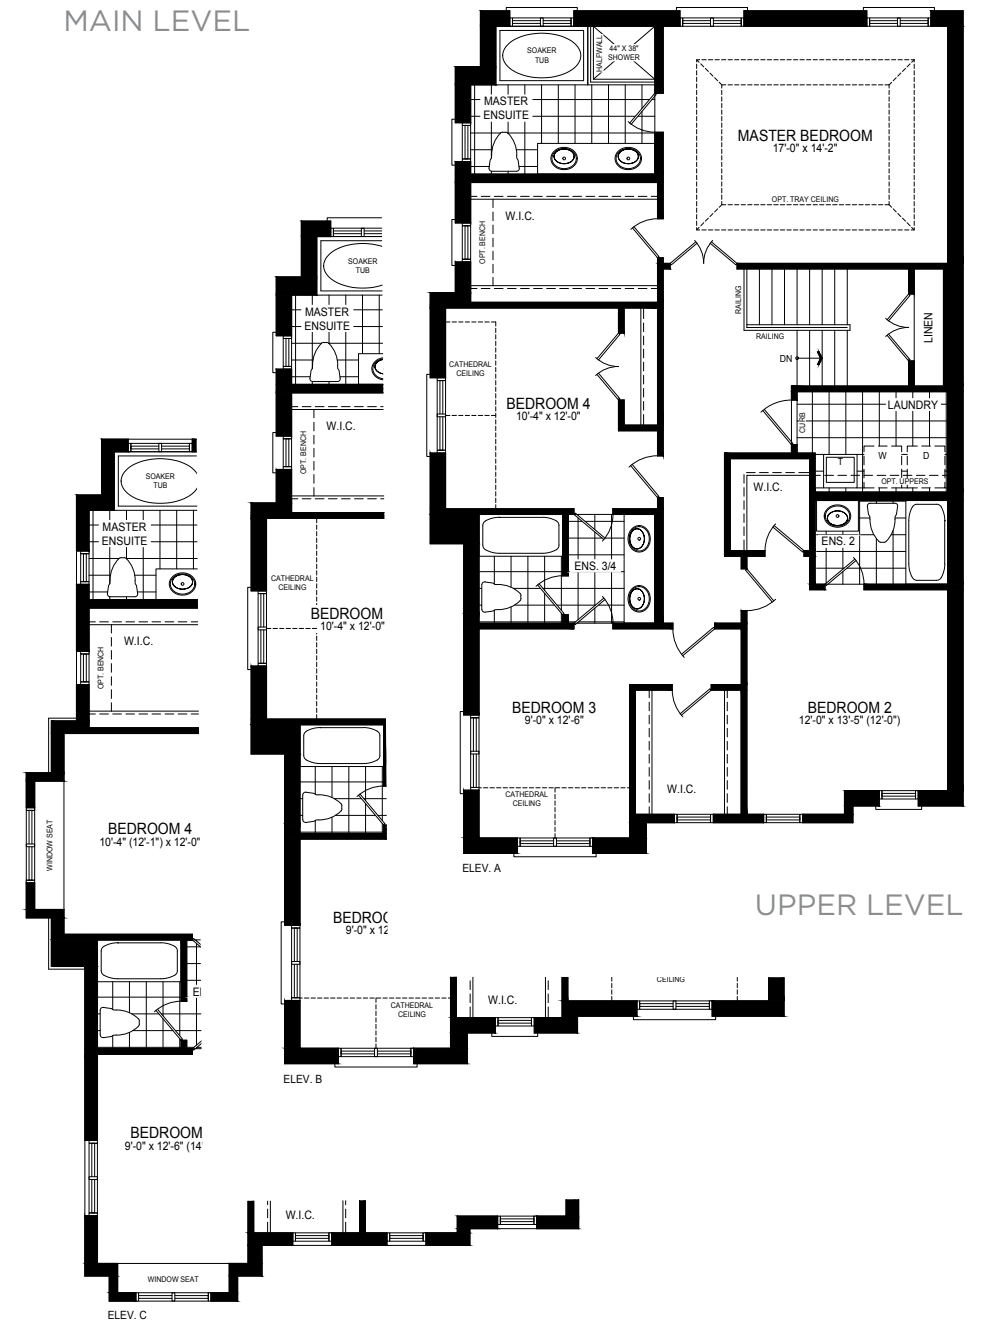 MAIN LEVEL
SOAKER
TUB
HALFWALL
44" X 38"
SHOWER
MASTER
ENSUITE
MASTER BEDROOM
17'-0" x 14'-2"
OPT. TRAY CEILING
W.I.C.
OPT. BENCH
RAILING
RAILING
DN
LINEN
CATHEDRAL
CEILING
BEDROOM 4
10'-4" x 12'-0"
LAUNDRY
CURB
W
D
T
OPT. UPPERS
W.I.C.
ENS. 2
ENS. 3/4
BEDROOM 3
9'-0" x 12'-6"
BEDROOM 2
12'-0" x 13'-5" (12'-0")
W.I.C.
CATHEDRAL
CEILING
ELEV. A
UPPER LEVEL
SOAKER
TUB
MASTER
ENSUITE
W.I.C.
OPT. BENCH
CATHEDRAL
CEILING
BEDROOM
10'-4" x 12'-0"
BEDROO
9'-0" x 12
CATHEDRAL
CEILING
W.I.C.
CEILING
ELEV. B
SOAKER
TUB
MASTER
ENSUITE
W.I.C.
OPT. BENCH
BEDROOM 4
10'-4" (12'-1") x 12'-0"
WINDOW SEAT
BEDROOM
9'-0" x 12'-6" (14
W.I.C.
WINDOW SEAT
ELEV. C